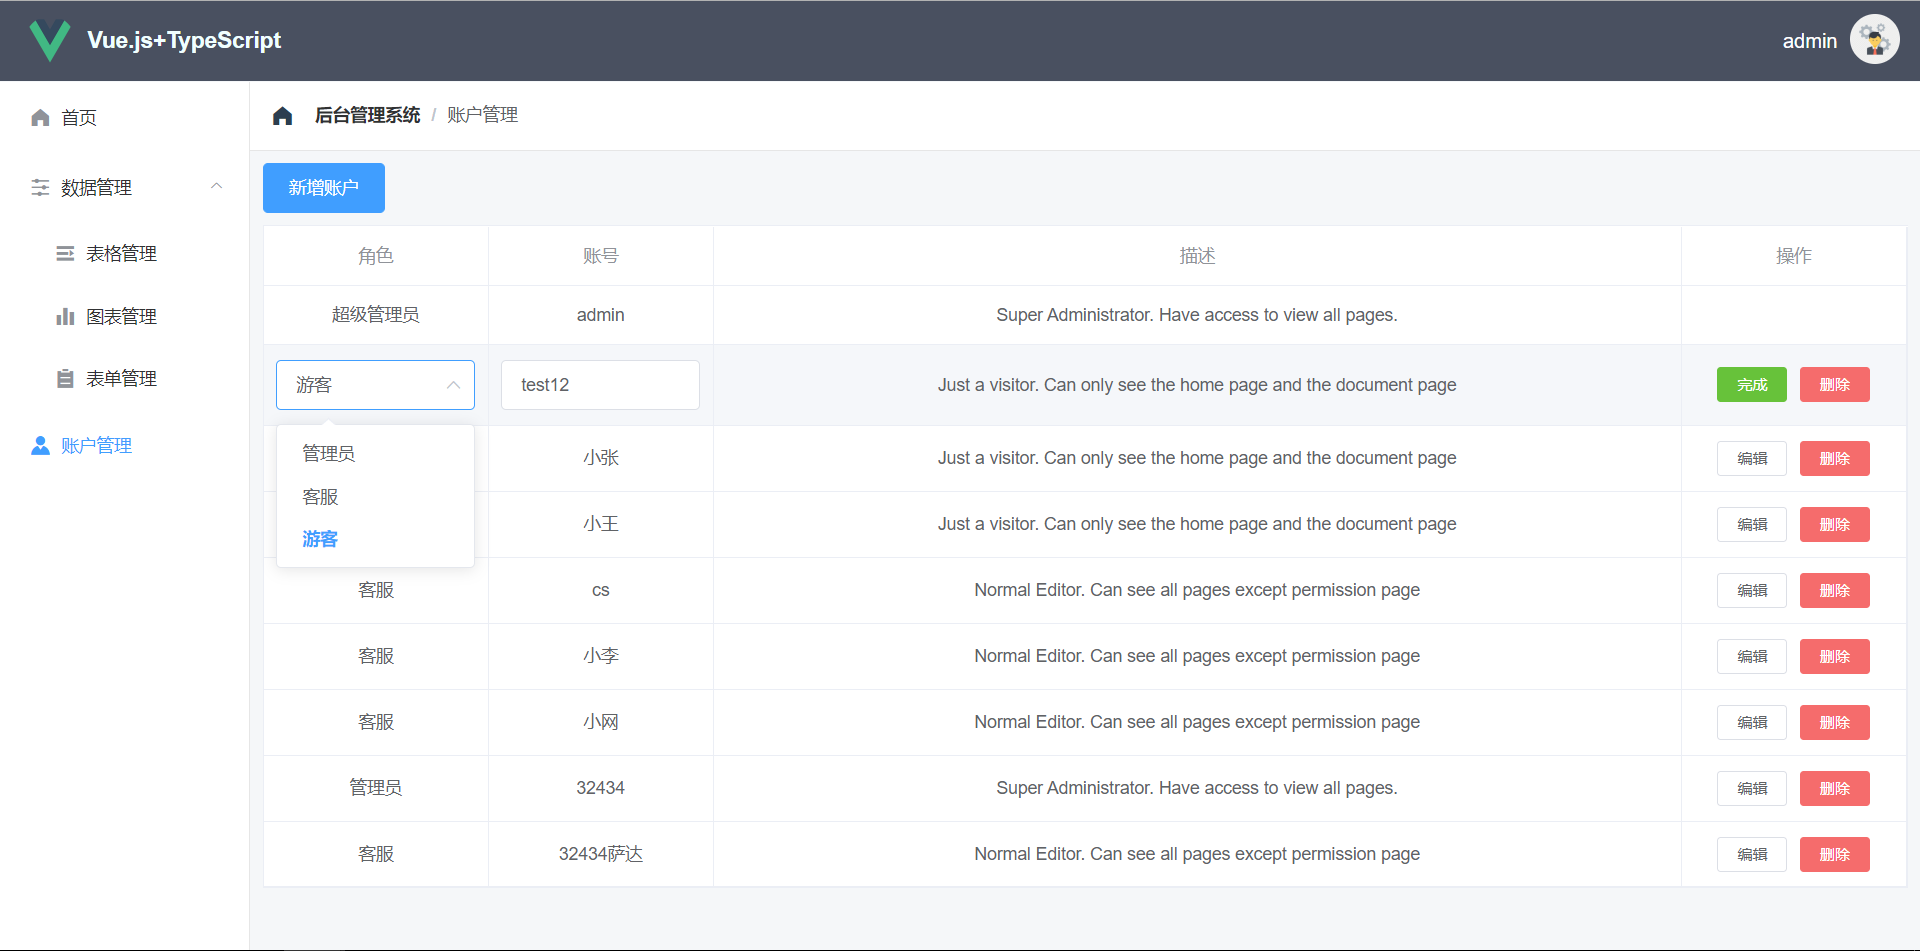 Vue.js+TypeScript
admin
首页
数据管理
表格管理
图表管理
表单管理
账户管理
后台管理系统 / 账户管理
新增账户
角色 账号 描述 操作
超级管理员 admin Super Administrator. Have access to view all pages.
游客 test12 Just a visitor. Can only see the home page and the document page 完成 删除
管理员
客服
游客
小张 Just a visitor. Can only see the home page and the document page 编辑 删除
小王 Just a visitor. Can only see the home page and the document page 编辑 删除
客服 cs Normal Editor. Can see all pages except permission page 编辑 删除
客服 小李 Normal Editor. Can see all pages except permission page 编辑 删除
客服 小网 Normal Editor. Can see all pages except permission page 编辑 删除
管理员 32434 Super Administrator. Have access to view all pages. 编辑 删除
客服 32434萨达 Normal Editor. Can see all pages except permission page 编辑 删除